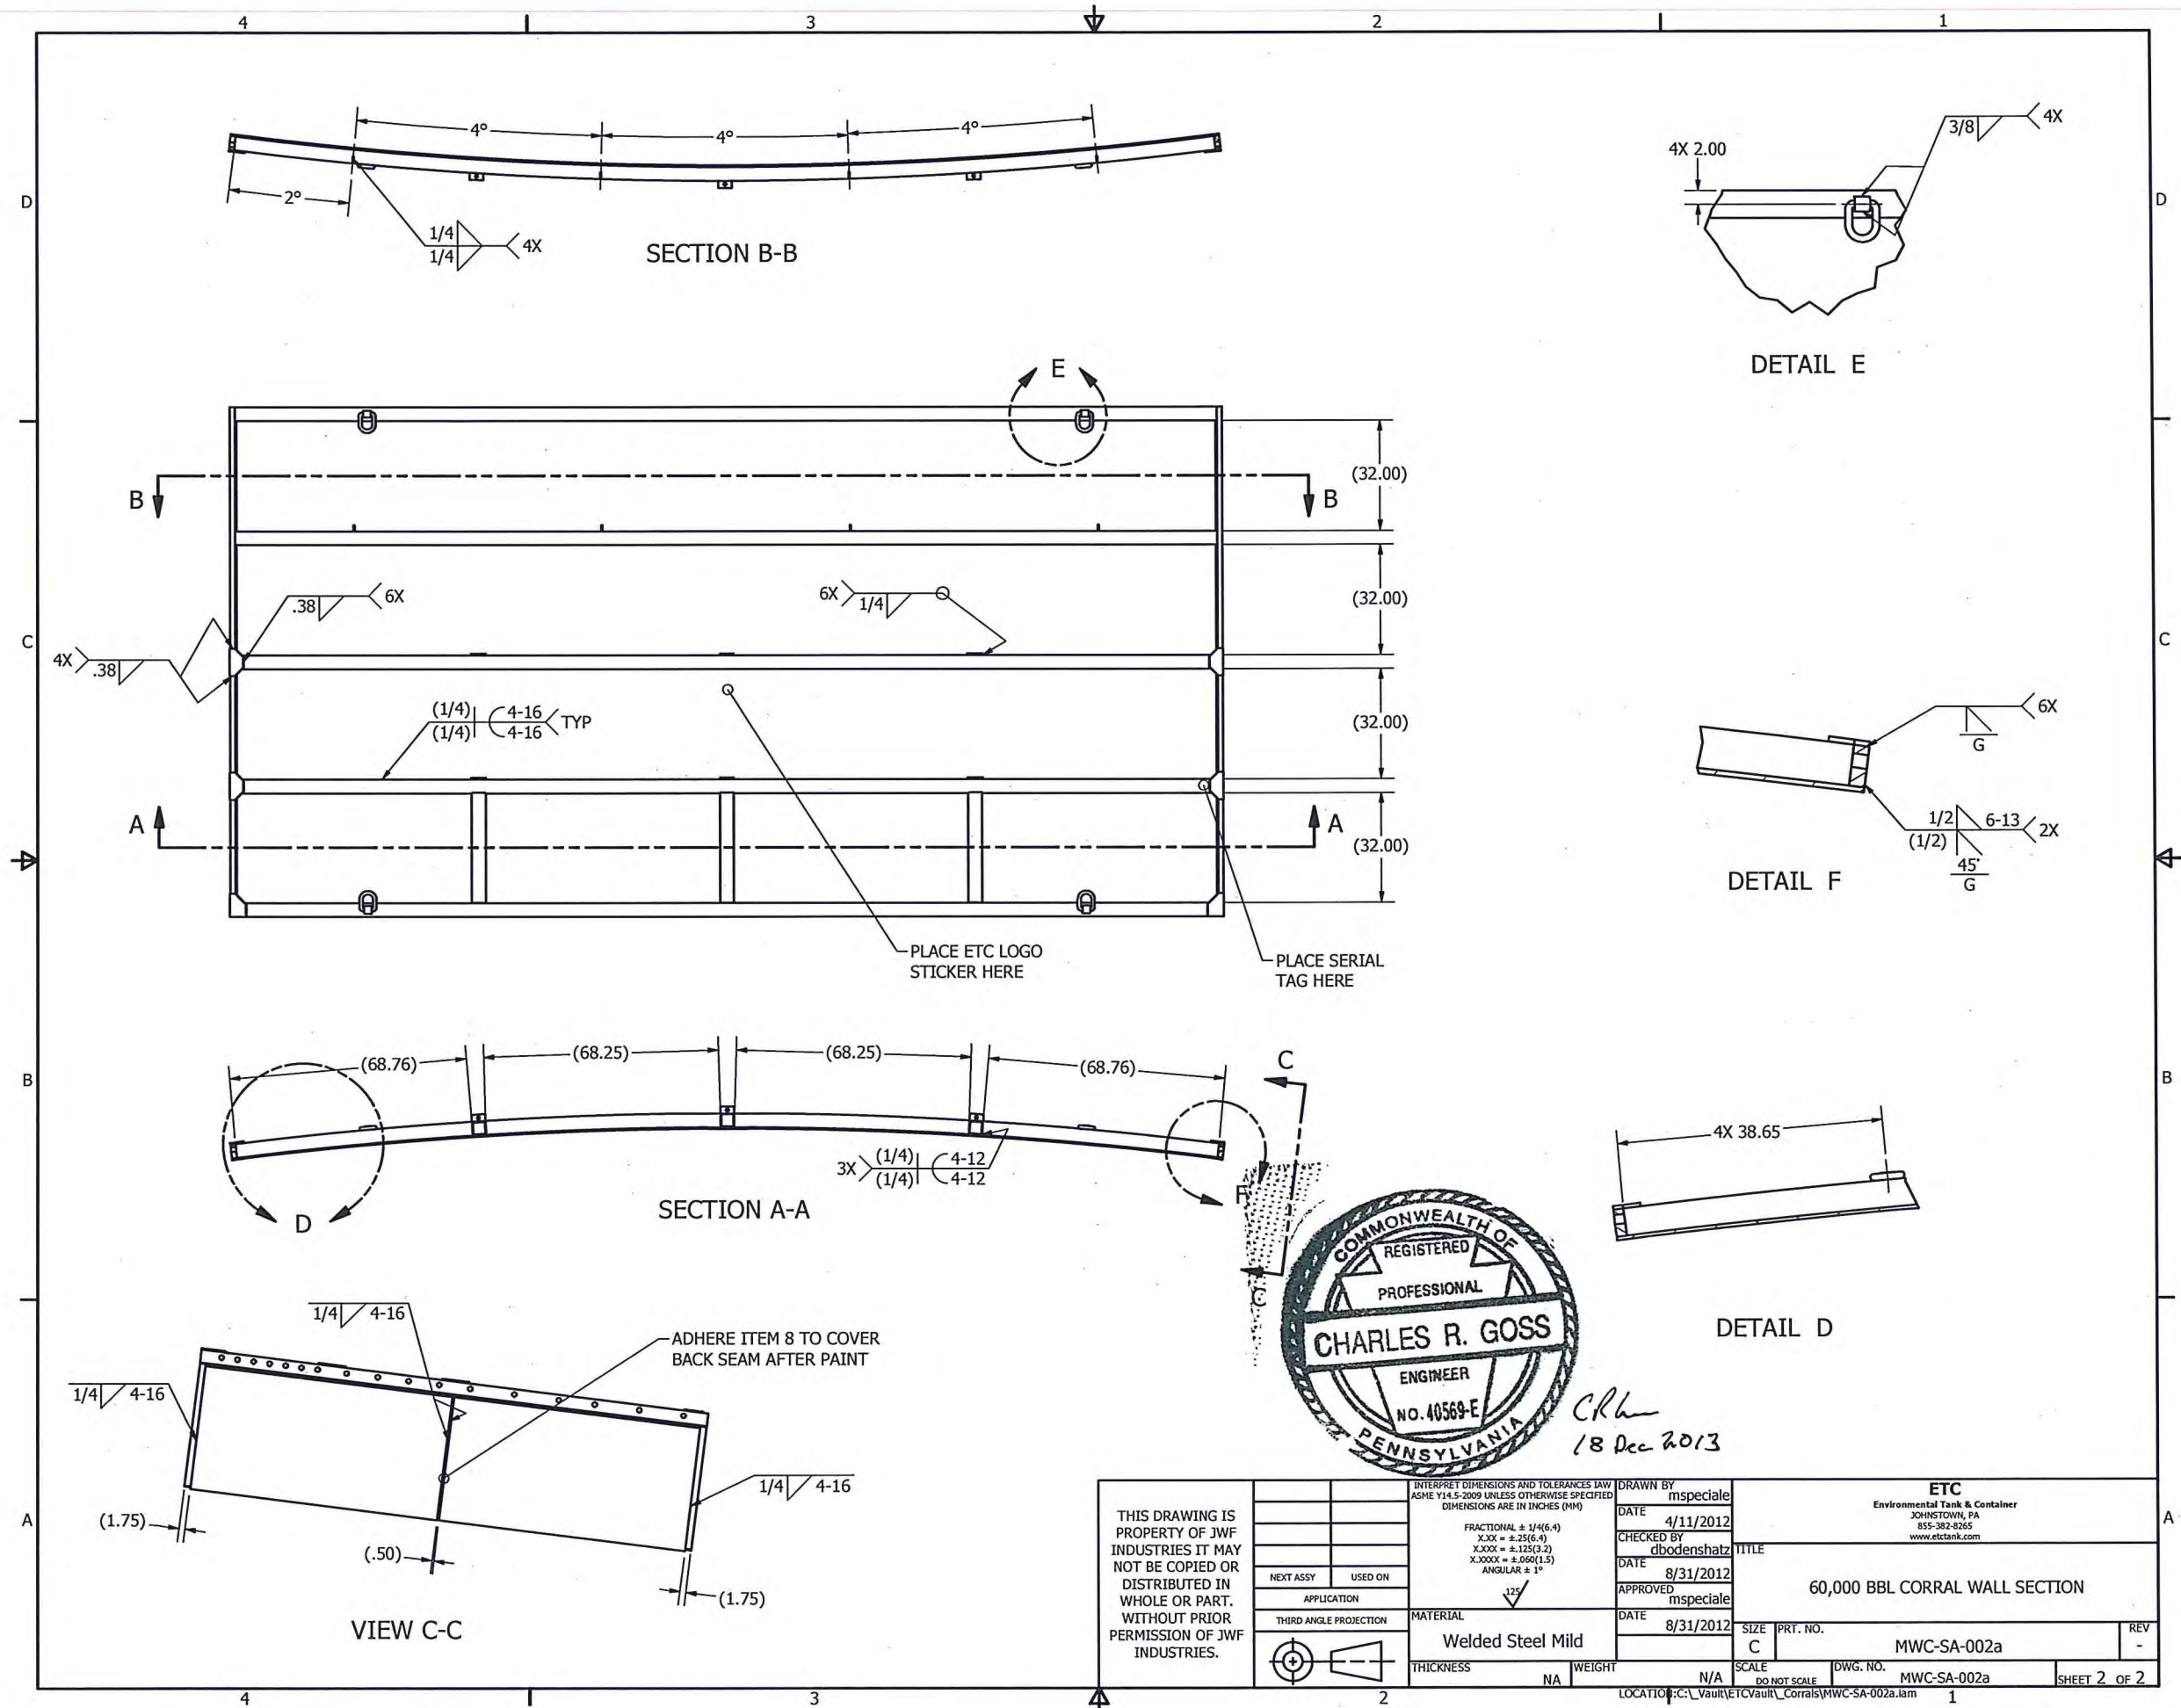 4 3 2 1
D
D
4°
4°
4°
2°
1/4
1/4
4X
SECTION B-B
4X 2.00
3/8
4X
DETAIL E
E
B
B
(32.00)
(32.00)
(32.00)
(32.00)
C
C
.38
6X
6X
1/4
4X
.38
(1/4)
(1/4)
4-16
4-16
TYP
A
A
PLACE ETC LOGO
STICKER HERE
PLACE SERIAL
TAG HERE
6X
G
1/2
(1/2)
6-13
2X
45°
G
DETAIL F
B
B
(68.76)
(68.25)
(68.25)
(68.76)
C
D
F
C
3X
(1/4)
(1/4)
4-12
4-12
SECTION A-A
4X 38.65
DETAIL D
1/4
4-16
ADHERE ITEM 8 TO COVER
BACK SEAM AFTER PAINT
1/4
4-16
1/4
4-16
(1.75)
(.50)
(1.75)
VIEW C-C
A
A
COMMONWEALTH OF
REGISTERED
PROFESSIONAL
CHARLES R. GOSS
ENGINEER
NO. 40569-E
PENNSYLVANIA
18 Dec 2013
THIS DRAWING IS
PROPERTY OF JWF
INDUSTRIES IT MAY
NOT BE COPIED OR
DISTRIBUTED IN
WHOLE OR PART.
WITHOUT PRIOR
PERMISSION OF JWF
INDUSTRIES.
NEXT ASSY
USED ON
APPLICATION
THIRD ANGLE PROJECTION
INTERPRET DIMENSIONS AND TOLERANCES IAW
ASME Y14.5-2009 UNLESS OTHERWISE SPECIFIED
DIMENSIONS ARE IN INCHES (MM)
FRACTIONAL ± 1/4(6.4)
X.XX = ±.25(6.4)
X.XXX = ±.125(3.2)
X.XXXX = ±.060(1.5)
ANGULAR ± 1°
125
MATERIAL
Welded Steel Mild
THICKNESS
NA
WEIGHT
N/A
DRAWN BY
mspeciale
DATE
4/11/2012
CHECKED BY
dbodenshatz
DATE
8/31/2012
APPROVED
mspeciale
DATE
8/31/2012
ETC
Environmental Tank & Container
JOHNSTOWN, PA
855-382-8265
www.etctank.com
TITLE
60,000 BBL CORRAL WALL SECTION
SIZE
C
PRT. NO.
MWC-SA-002a
REV
-
SCALE
DO NOT SCALE
DWG. NO.
MWC-SA-002a
SHEET 2 OF 2
LOCATION:C:\_Vault\ETCVault\_Corrals\MWC-SA-002a.iam
4 3 2 1